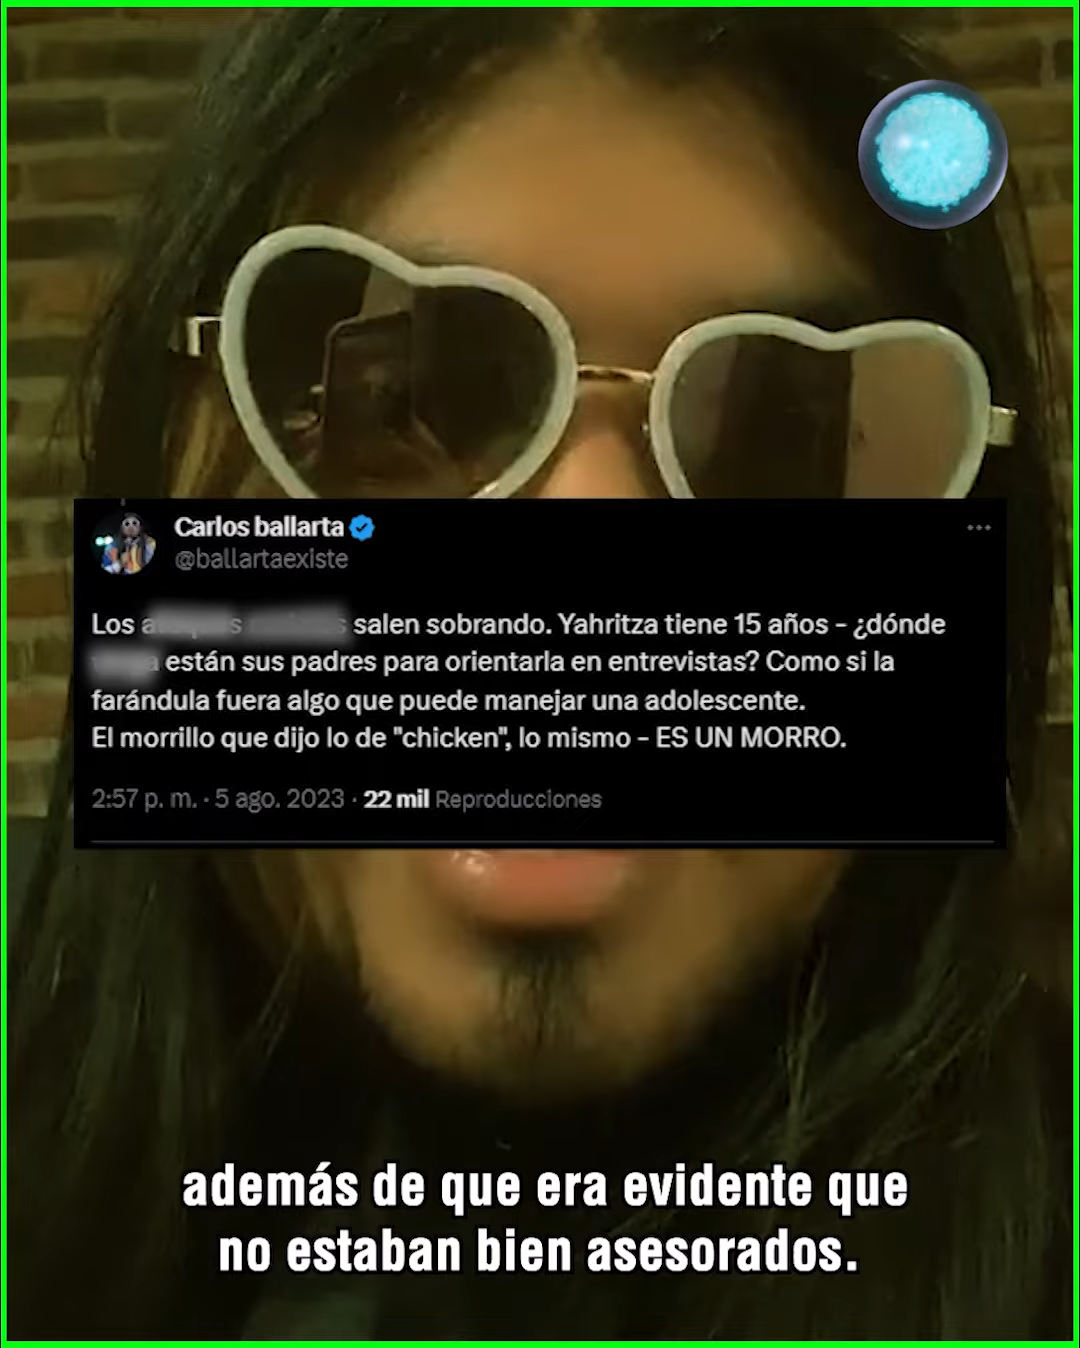 Carlos ballarta
@ballartaexiste
Los salen sobrando. Yahritza tiene 15 años - ¿dónde
están sus padres para orientarla en entrevistas? Como si la
farándula fuera algo que puede manejar una adolescente.
El morrillo que dijo lo de "chicken", lo mismo - ES UN MORRO.
2:57 p. m. · 5 ago. 2023 · 22 mil Reproducciones
además de que era evidente que
no estaban bien asesorados.